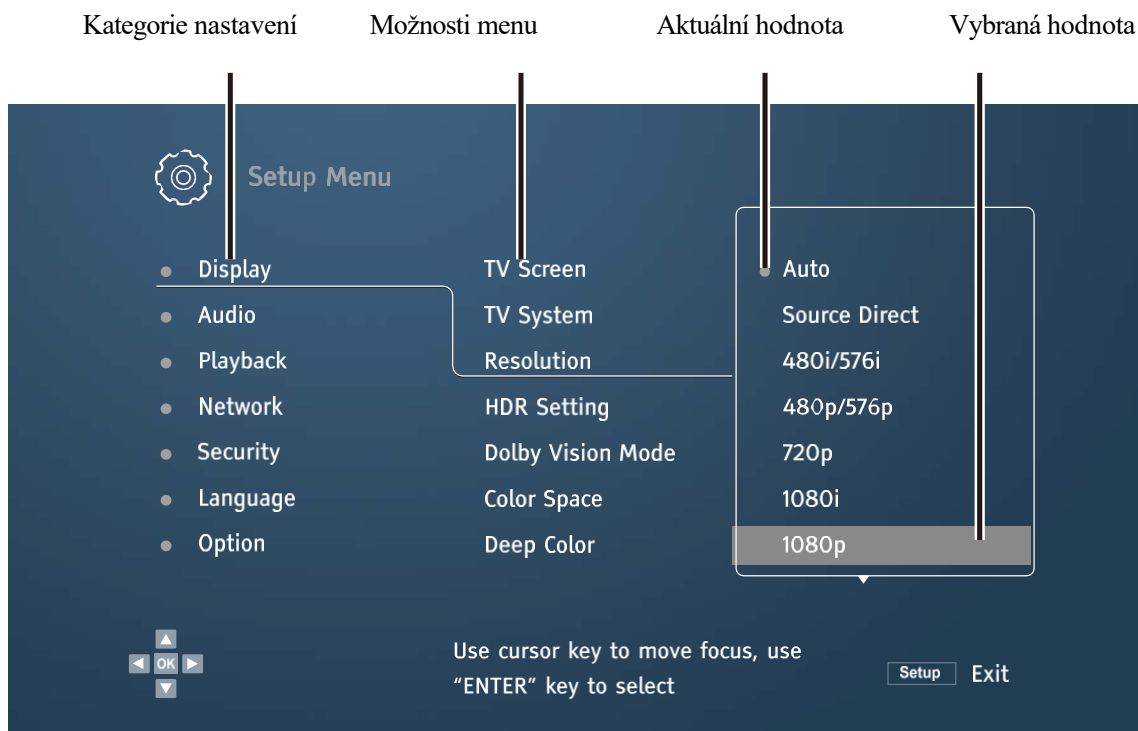 Kategorie nastavení Možnosti menu Aktuální hodnota Vybraná hodnota
Setup Menu
Display TV Screen Auto
Audio TV System Source Direct
Playback Resolution 480i/576i
Network HDR Setting 480p/576p
Security Dolby Vision Mode 720p
Language Color Space 1080i
Option Deep Color 1080p
OK
Use cursor key to move focus, use
“ENTER” key to select
Setup Exit